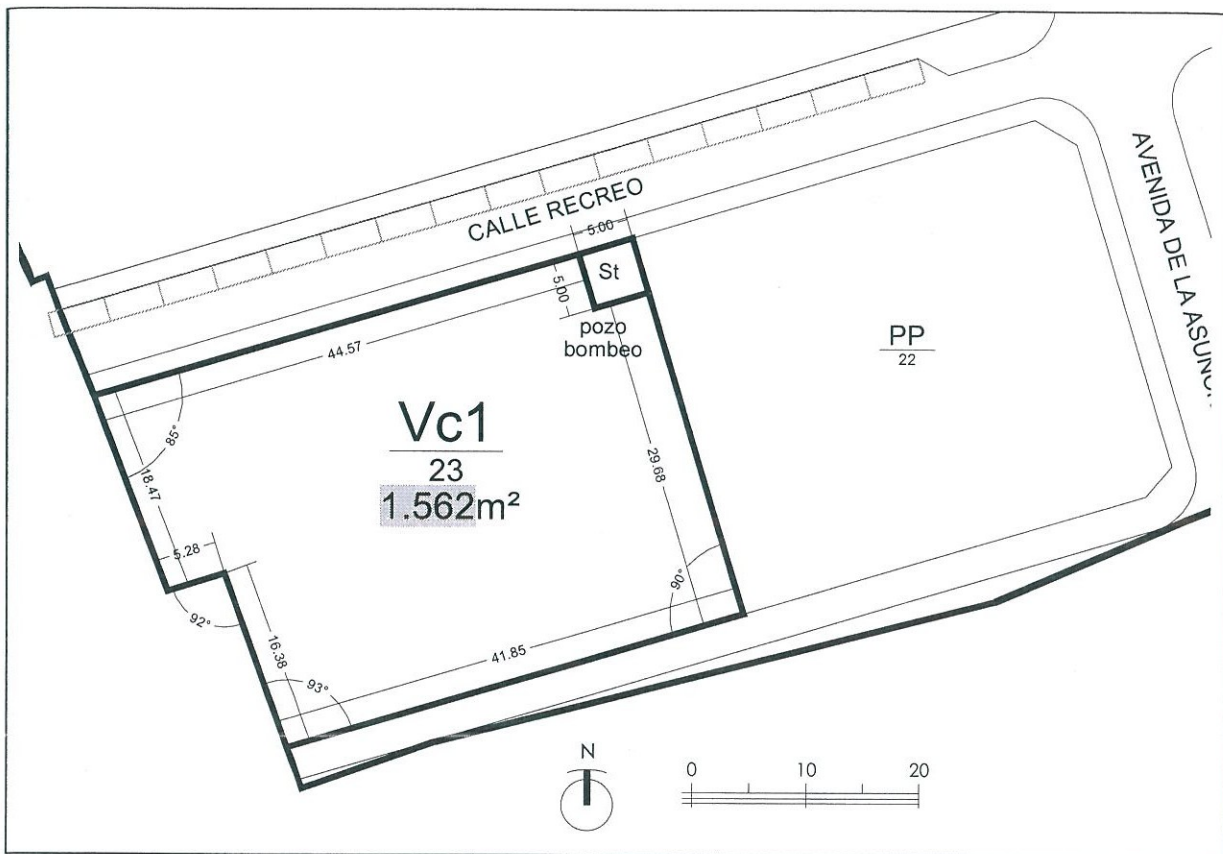 CALLE RECREO
AVENIDA DE LA ASUNC
5.00
St
5.00
pozo
bombeo
44.57
PP
22
Vc1
23
1.562m²
85°
18.47
29.68
5.28
92°
90°
16.38
93°
41.85
N
0 10 20